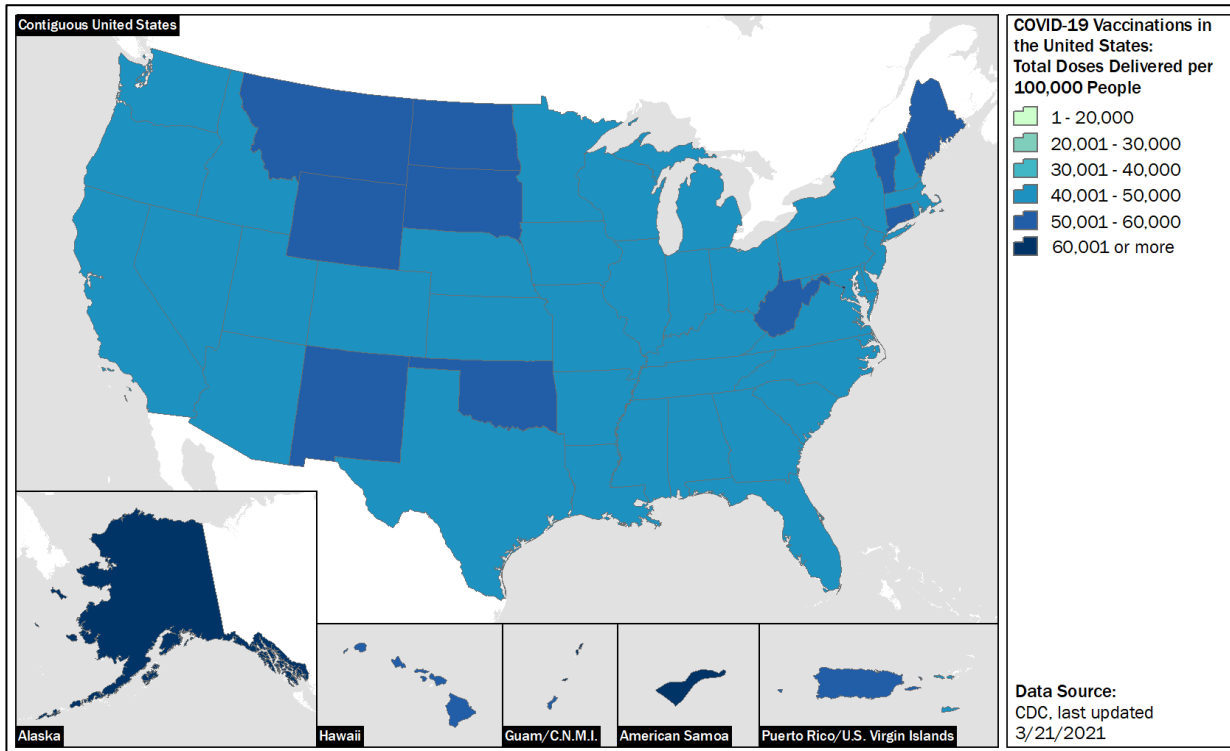 Contiguous United States
COVID-19 Vaccinations in
the United States:
Total Doses Delivered per
100,000 People
1 - 20,000
20,001 - 30,000
30,001 - 40,000
40,001 - 50,000
50,001 - 60,000
60,001 or more
Alaska
Hawaii
Guam/C.N.M.I.
American Samoa
Puerto Rico/U.S. Virgin Islands
Data Source:
CDC, last updated
3/21/2021